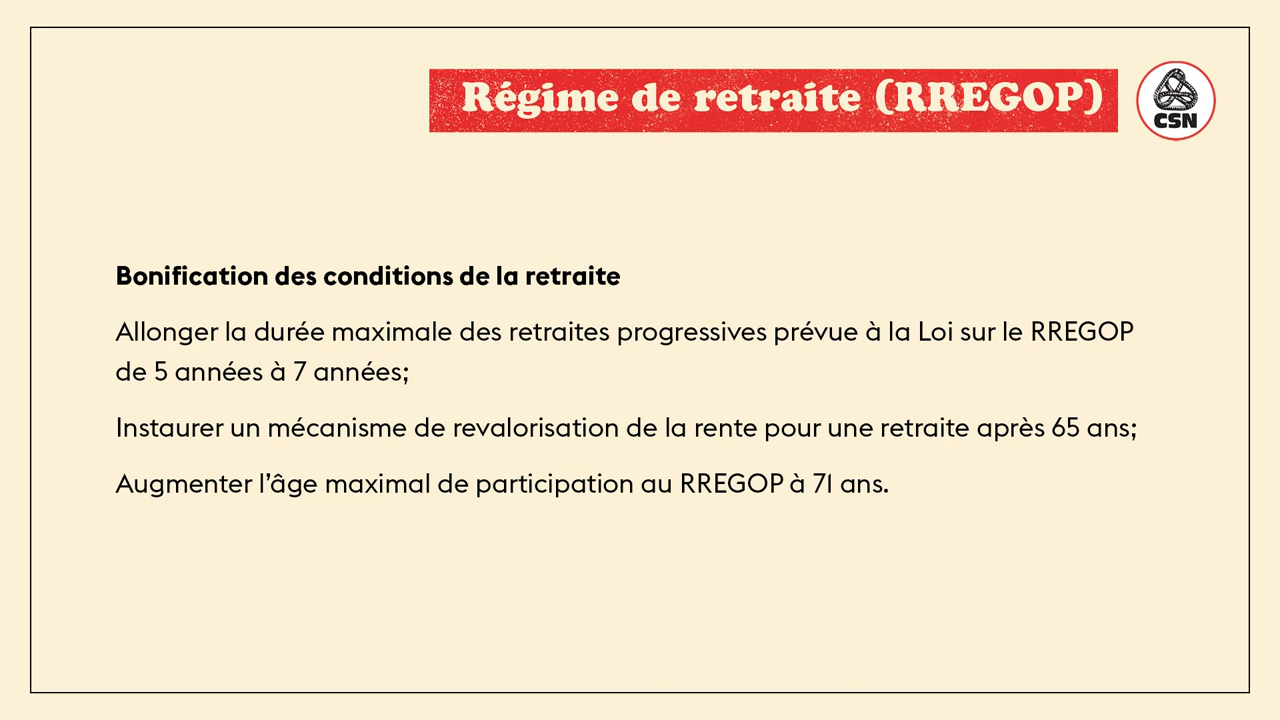 Régime de retraite (RREGOP)
CSN
Bonification des conditions de la retraite
Allonger la durée maximale des retraites progressives prévue à la Loi sur le RREGOP
de 5 années à 7 années;
Instaurer un mécanisme de revalorisation de la rente pour une retraite après 65 ans;
Augmenter l’âge maximal de participation au RREGOP à 71 ans.